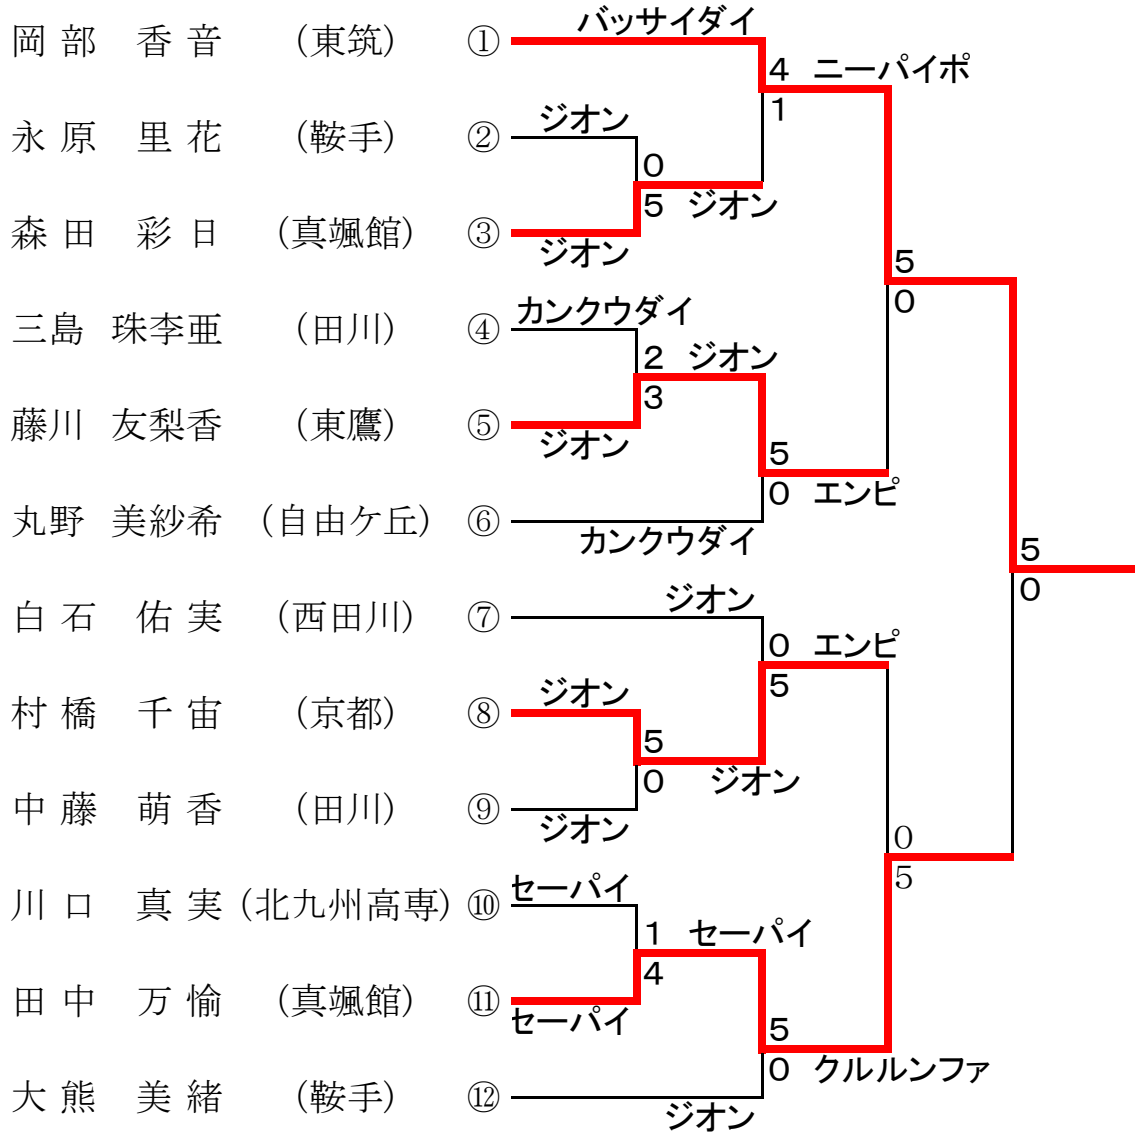 バッサイダイ
岡部 香音 (東筑) ①
4 ニーパイポ
1
ジオン
永原 里花 (鞍手) ②
0
5 ジオン
森田 彩日 (真颯館) ③
ジオン
5
0
カンクウダイ
三島 珠李亜 (田川) ④
2 ジオン
3
藤川 友梨香 (東鷹) ⑤
ジオン
5
0 エンピ
丸野 美紗希 (自由ケ丘) ⑥
カンクウダイ
5
0
ジオン
白石 佑実 (西田川) ⑦
0 エンピ
5
ジオン
村橋 千宙 (京都) ⑧
5
0 ジオン
中藤 萌香 (田川) ⑨
ジオン
0
5
セーパイ
川口 真実 (北九州高専) ⑩
1 セーパイ
4
田中 万愉 (真颯館) ⑪
セーパイ
5
0 クルルンファ
大熊 美緒 (鞍手) ⑫
ジオン